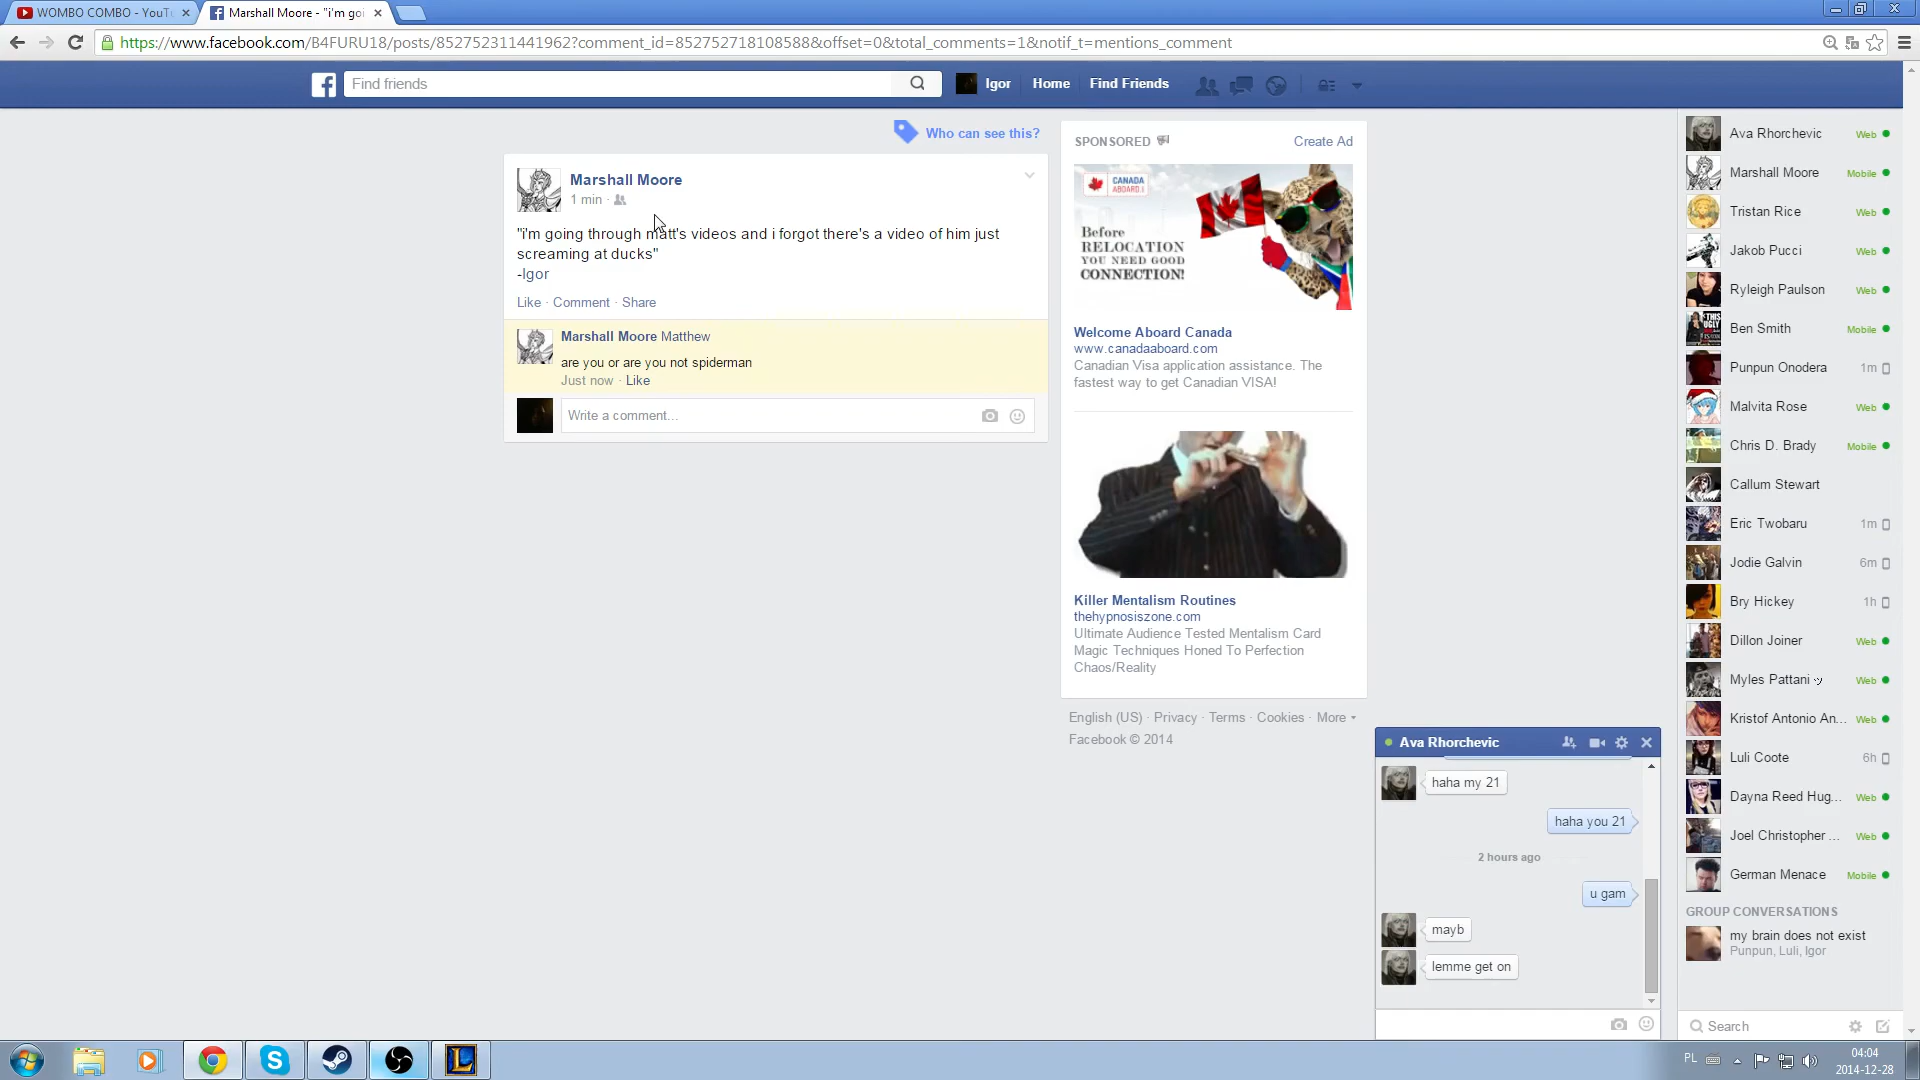 WOMBO COMBO - YouTu
Marshall Moore - "i'm goi
https://www.facebook.com/B4FURU18/posts/852752311441962?comment_id=852752718108588&offset=0&total_comments=1&notif_t=mentions_comment
Find friends
Igor
Home
Find Friends
Who can see this?
Marshall Moore
1 min ·
"i'm going through matt's videos and i forgot there's a video of him just
screaming at ducks"
-Igor
Like · Comment · Share
Marshall Moore Matthew
are you or are you not spiderman
Just now · Like
Write a comment...
SPONSORED
Create Ad
CANADA
ABOARD.
Before
RELOCATION
YOU NEED GOOD
CONNECTION!
Welcome Aboard Canada
www.canadaaboard.com
Canadian Visa application assistance. The
fastest way to get Canadian VISA!
Killer Mentalism Routines
thehypnosiszone.com
Ultimate Audience Tested Mentalism Card
Magic Techniques Honed To Perfection
Chaos/Reality
English (US) · Privacy · Terms · Cookies · More
Facebook © 2014
Ava Rhorchevic
haha my 21
haha you 21
2 hours ago
u gam
mayb
lemme get on
Ava Rhorchevic Web
Marshall Moore Mobile
Tristan Rice Web
Jakob Pucci Web
Ryleigh Paulson Web
Ben Smith Mobile
Punpun Onodera 1m
Malvita Rose Web
Chris D. Brady Mobile
Callum Stewart
Eric Twobaru 1m
Jodie Galvin 6m
Bry Hickey 1h
Dillon Joiner Web
Myles Pattani Web
Kristof Antonio An... Web
Luli Coote 6h
Dayna Reed Hug... Web
Joel Christopher ... Web
German Menace Mobile
GROUP CONVERSATIONS
my brain does not exist
Punpun, Luli, Igor
Search
PL
04:04
2014-12-28